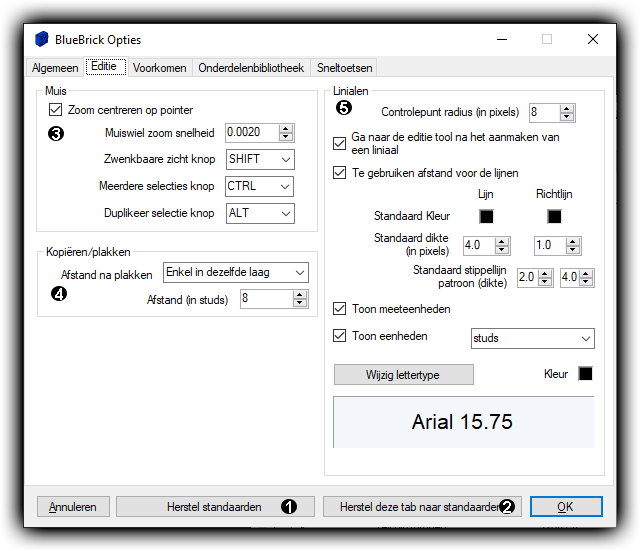 BlueBrick Opties
Algemeen Editie Voorkomen Onderdelenbibliotheek Sneltoetsen
Muis
Zoom centreren op pointer
3
Muiswiel zoom snelheid 0.0020
Zwenkbaare zicht knop SHIFT
Meerdere selecties knop CTRL
Duplikeer selectie knop ALT
Kopiëren/plakken
Afstand na plakken Enkel in dezelfde laag
4
Afstand (in studs) 8
Linialen
5
Controlepunt radius (in pixels) 8
Ga naar de editie tool na het aanmaken van
een liniaal
Te gebruiken afstand voor de lijnen
Lijn Richtlijn
Standaard Kleur
Standaard dikte
(in pixels) 4.0 1.0
Standaard stippellijn
patroon (dikte) 2.0 4.0
Toon meeteenheden
Toon eenheden studs
Wijzig lettertype Kleur
Arial 15.75
Annuleren Herstel standaarden 1 Herstel deze tab naar standaarden 2 OK